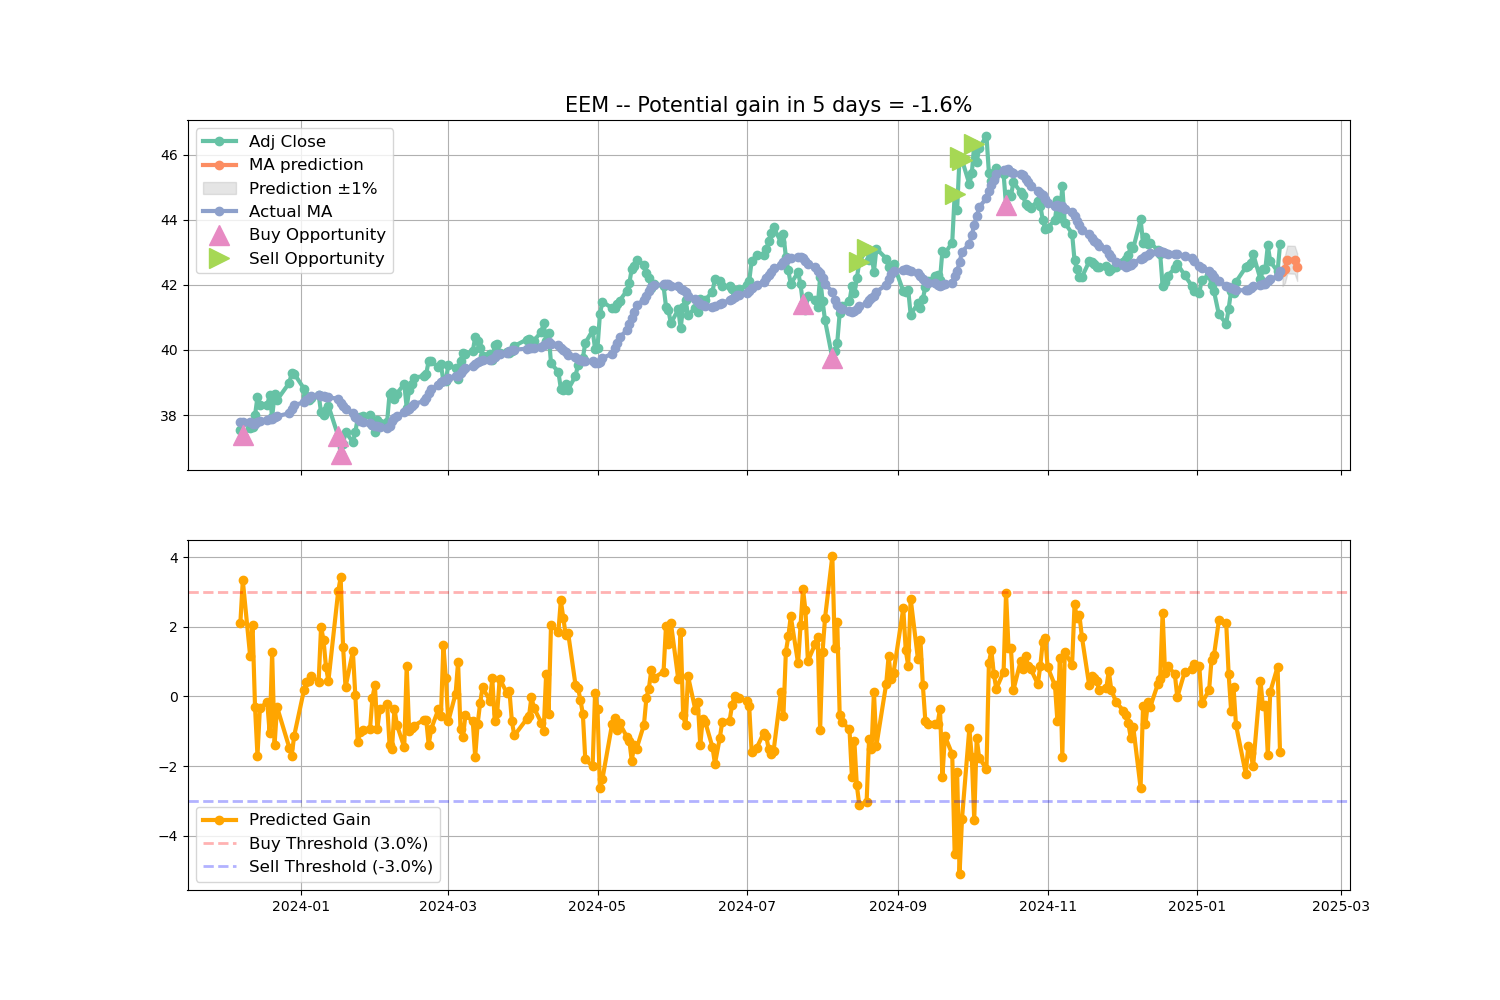 EEM -- Potential gain in 5 days = -1.6%
Adj Close
MA prediction
Prediction ±1%
Actual MA
Buy Opportunity
Sell Opportunity
46
44
42
40
38
4
2
0
−2
−4
Predicted Gain
Buy Threshold (3.0%)
Sell Threshold (-3.0%)
2024-01
2024-03
2024-05
2024-07
2024-09
2024-11
2025-01
2025-03